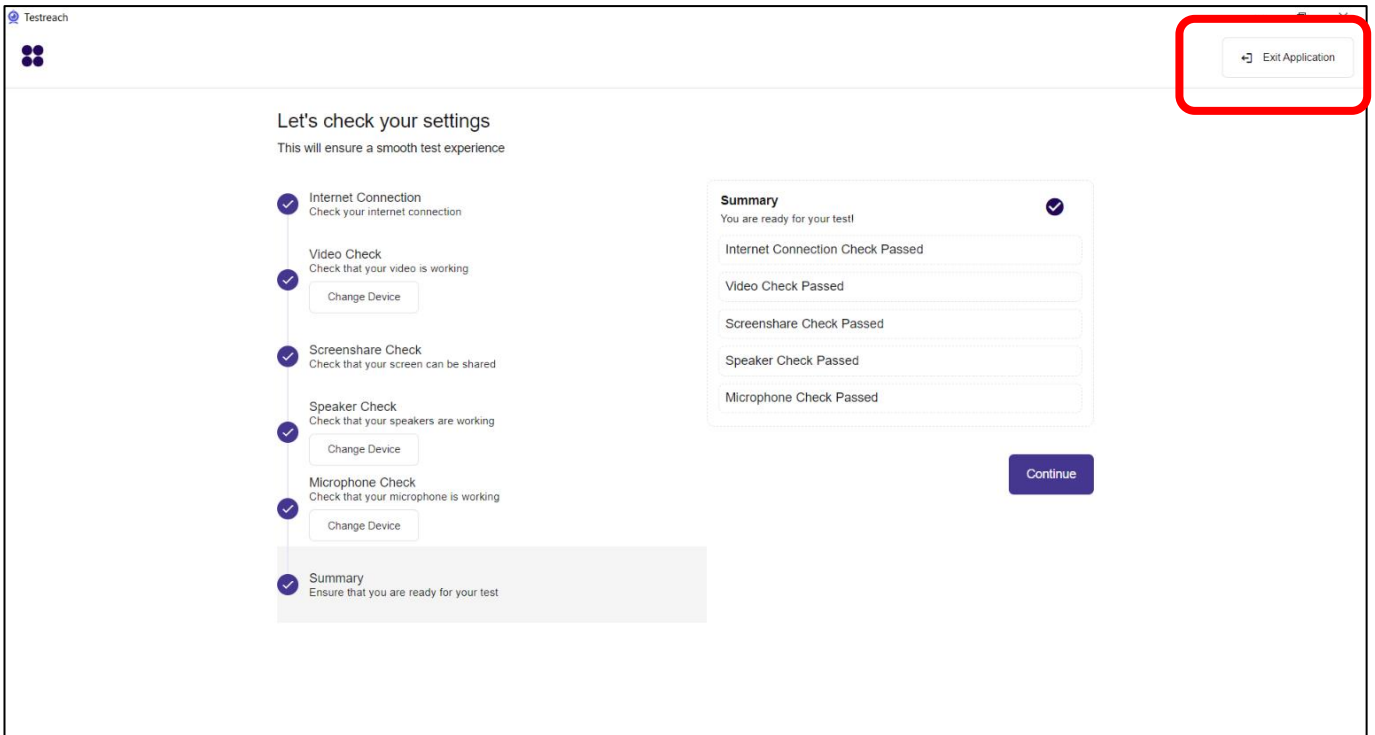 Testreach
Exit Application
Let's check your settings
This will ensure a smooth test experience
Internet Connection
Check your internet connection
Video Check
Check that your video is working
Change Device
Screenshare Check
Check that your screen can be shared
Speaker Check
Check that your speakers are working
Change Device
Microphone Check
Check that your microphone is working
Change Device
Summary
Ensure that you are ready for your test
Summary
You are ready for your test!
Internet Connection Check Passed
Video Check Passed
Screenshare Check Passed
Speaker Check Passed
Microphone Check Passed
Continue